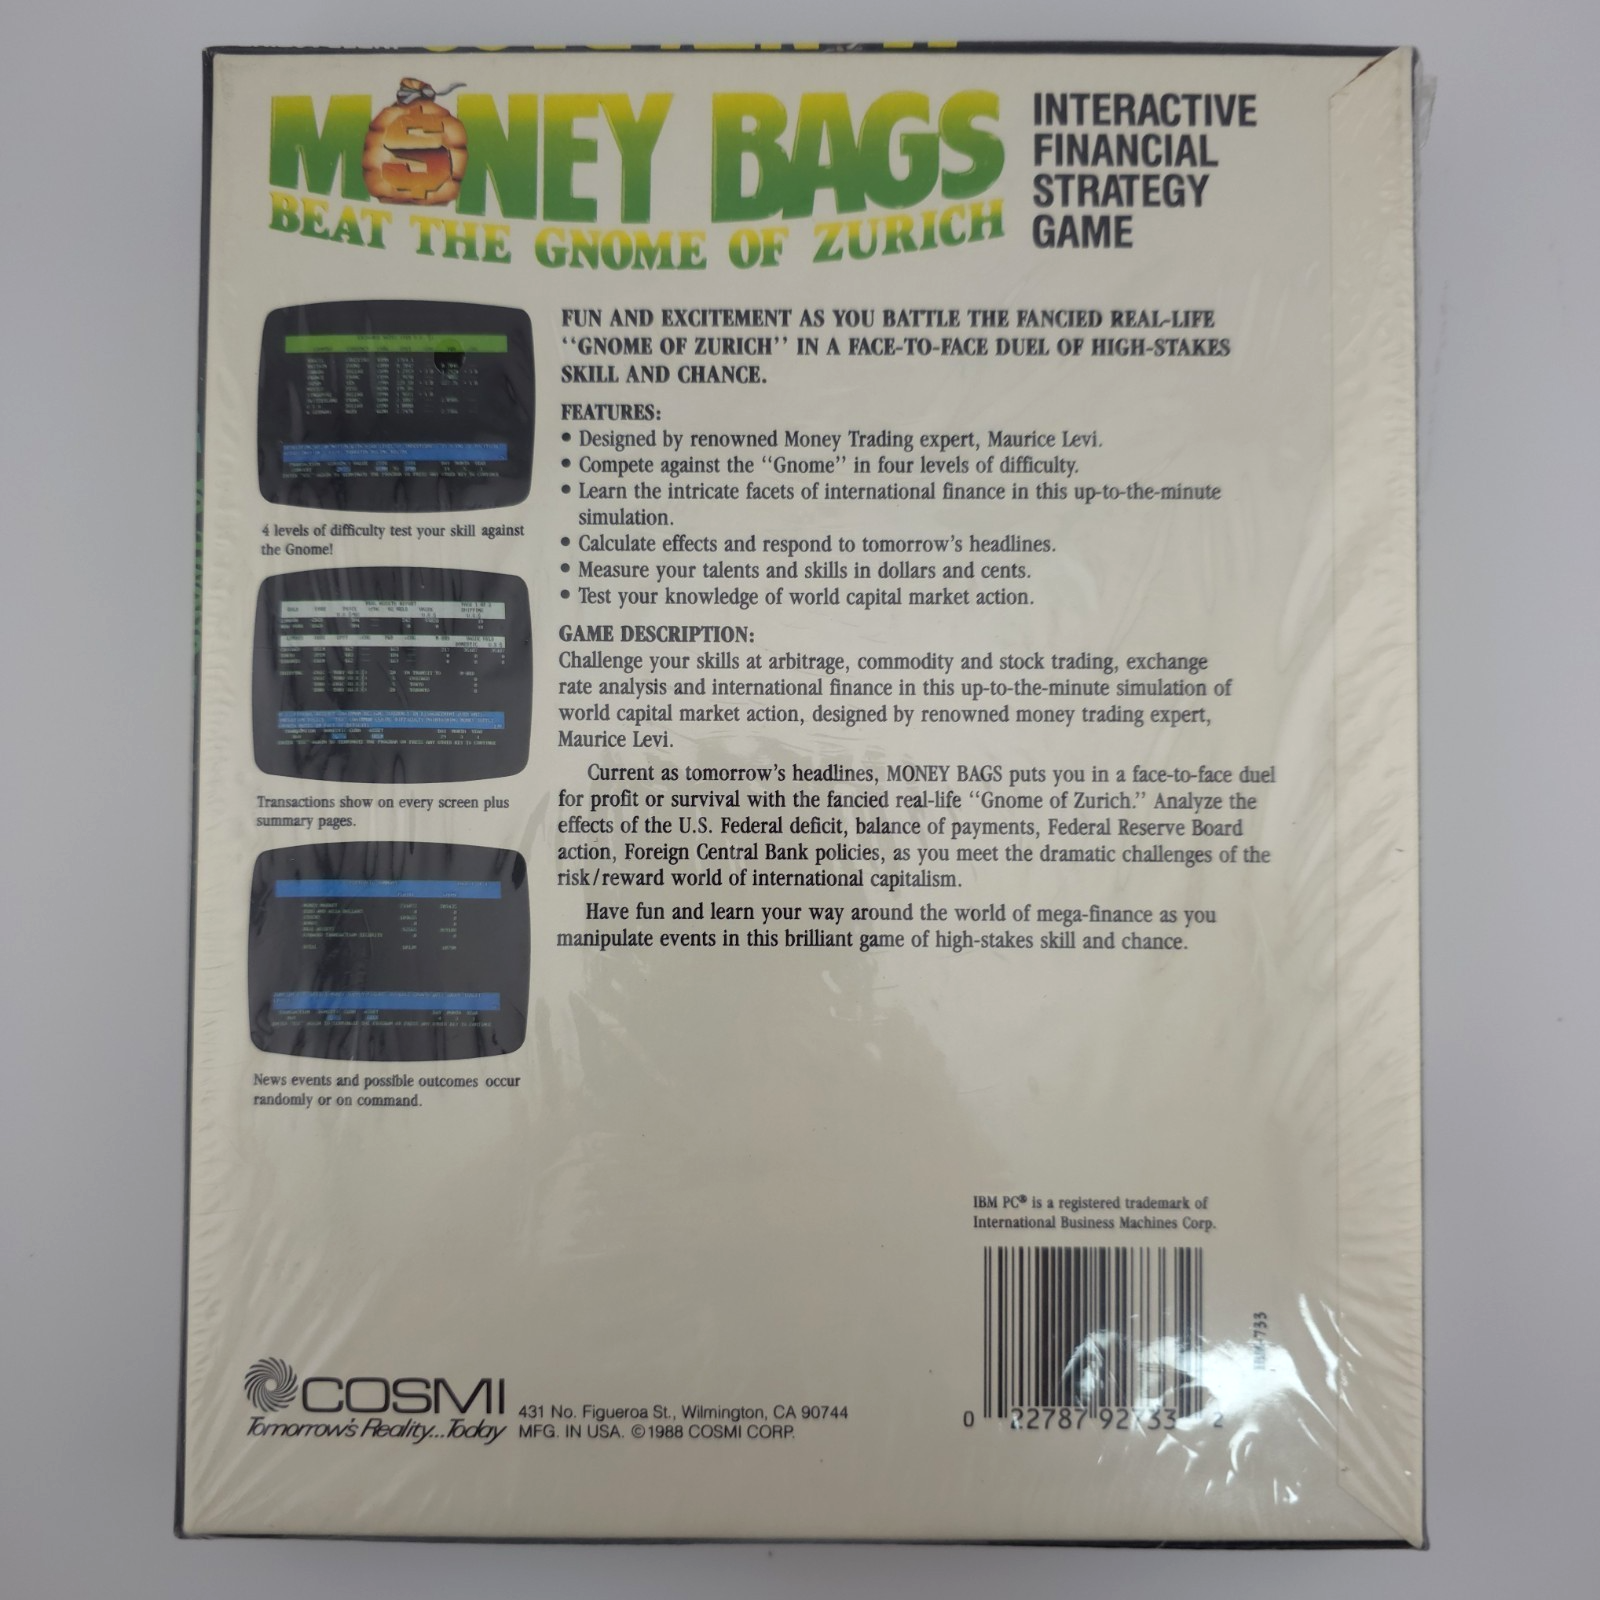 MONEY BAGS
BEAT THE GNOME OF ZURICH
INTERACTIVE
FINANCIAL
STRATEGY
GAME
4 levels of difficulty test your skill against
the Gnome!
Transactions show on every screen plus
summary pages.
News events and possible outcomes occur
randomly or on command.
FUN AND EXCITEMENT AS YOU BATTLE THE FANCIED REAL-LIFE
“GNOME OF ZURICH” IN A FACE-TO-FACE DUEL OF HIGH-STAKES
SKILL AND CHANCE.
FEATURES:
• Designed by renowned Money Trading expert, Maurice Levi.
• Compete against the “Gnome” in four levels of difficulty.
• Learn the intricate facets of international finance in this up-to-the-minute
simulation.
• Calculate effects and respond to tomorrow's headlines.
• Measure your talents and skills in dollars and cents.
• Test your knowledge of world capital market action.
GAME DESCRIPTION:
Challenge your skills at arbitrage, commodity and stock trading, exchange
rate analysis and international finance in this up-to-the-minute simulation of
world capital market action, designed by renowned money trading expert,
Maurice Levi.
Current as tomorrow's headlines, MONEY BAGS puts you in a face-to-face duel
for profit or survival with the fancied real-life “Gnome of Zurich.” Analyze the
effects of the U.S. Federal deficit, balance of payments, Federal Reserve Board
action, Foreign Central Bank policies, as you meet the dramatic challenges of the
risk/reward world of international capitalism.
Have fun and learn your way around the world of mega-finance as you
manipulate events in this brilliant game of high-stakes skill and chance.
IBM PC® is a registered trademark of
International Business Machines Corp.
0 22787 92733 2
COSMI
Tomorrow's Reality...Today
431 No. Figueroa St., Wilmington, CA 90744
MFG. IN USA. ©1988 COSMI CORP.